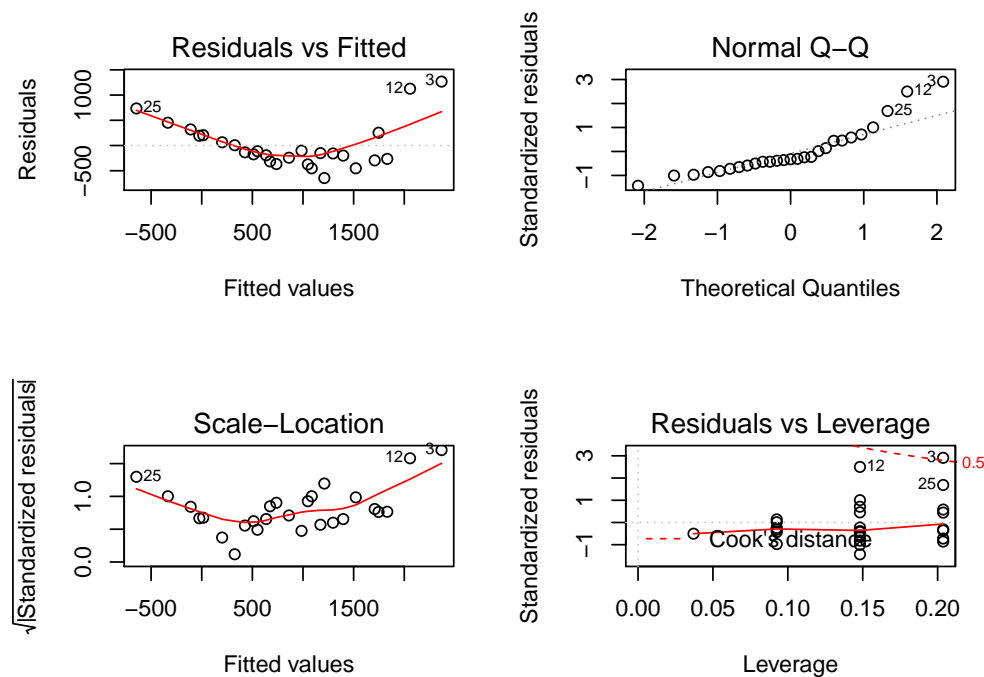 Residuals vs Fitted
Residuals
−500 1000
25
12
3
−500 500 1500
Fitted values
Normal Q−Q
Standardized residuals
−1 1 3
25
12
3
−2 −1 0 1 2
Theoretical Quantiles
Scale−Location
√|Standardized residuals|
0.0 1.0
25
12
3
−500 500 1500
Fitted values
Residuals vs Leverage
Standardized residuals
−1 1 3
12
3
25
0.5
Cook's distance
0.00 0.05 0.10 0.15 0.20
Leverage